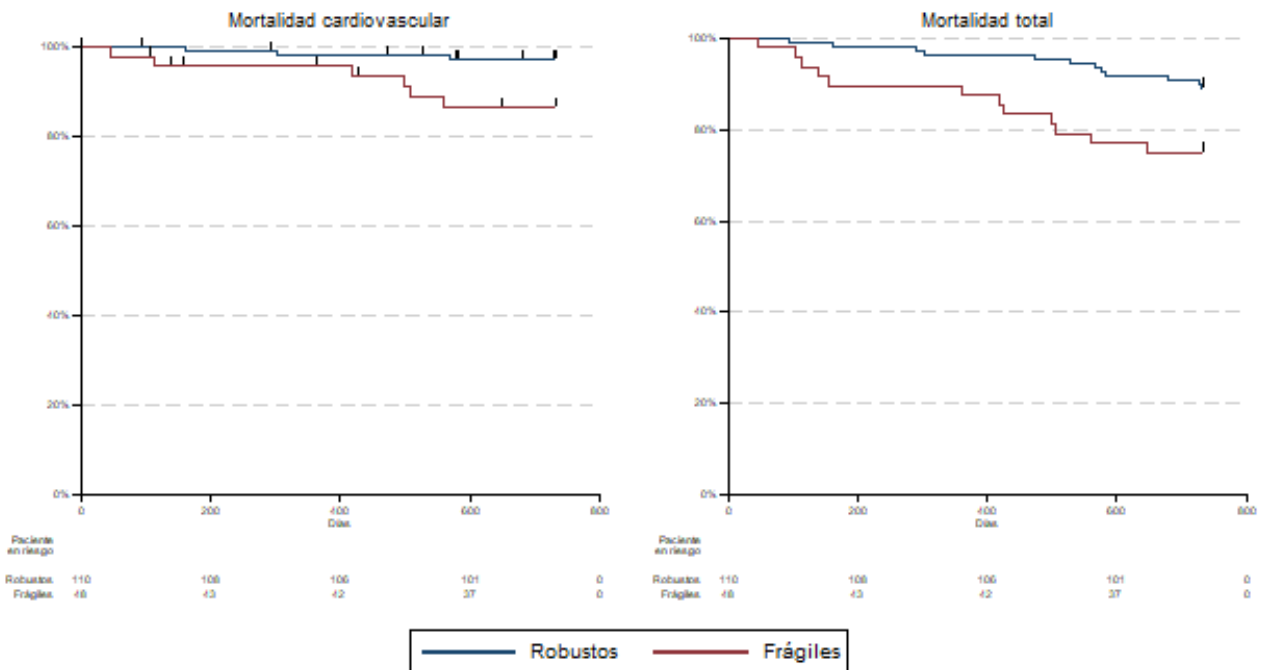 Mortalidad cardiovascular
100%
80%
60%
40%
20%
0%
0 200 400 600 800
Días
Paciente
en riesgo
Robustos 110 108 106 101 0
Frágiles 48 43 42 37 0
Mortalidad total
100%
80%
60%
40%
20%
0%
0 200 400 600 800
Días
Paciente
en riesgo
Robustos 110 108 106 101 0
Frágiles 48 43 42 37 0
Robustos Frágiles